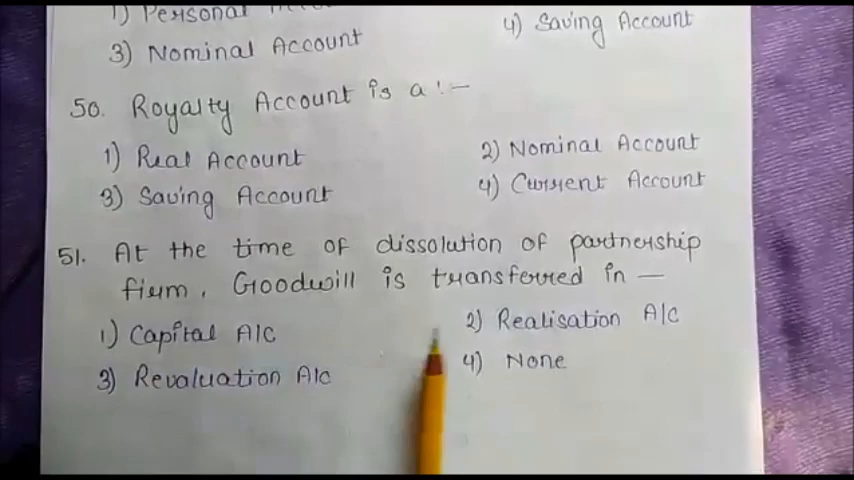 1) Personal
3) Nominal Account
4) Saving Account
50. Royalty Account is a :-
1) Real Account
2) Nominal Account
3) Saving Account
4) Current Account
51. At the time of dissolution of partnership
firm, Goodwill is transferred in —
1) Capital A/C
2) Realisation A/C
3) Revaluation A/c
4) None